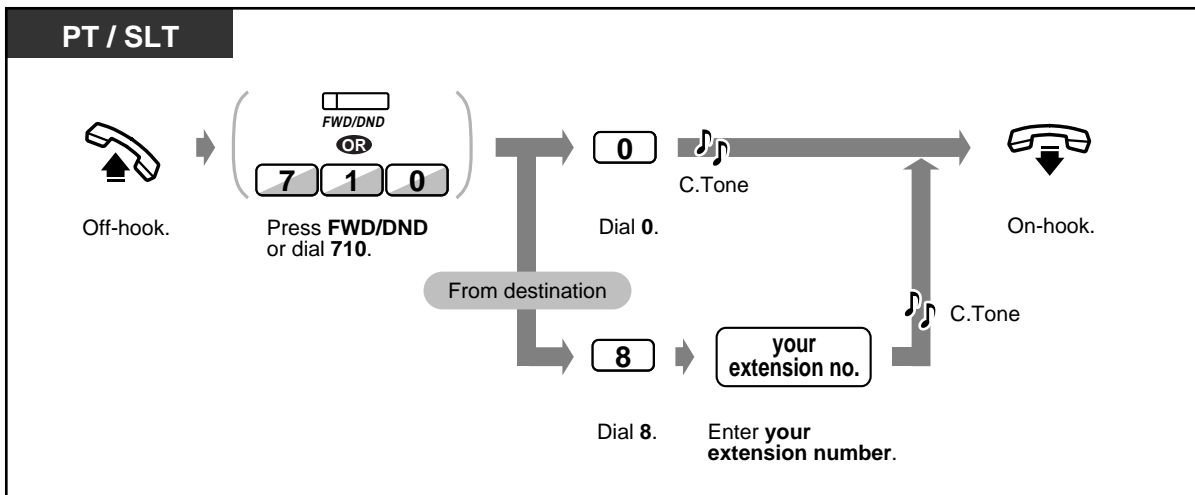 PT / SLT
FWD/DND
OR
7 1 0
0
C.Tone
Off-hook.
Press FWD/DND
or dial 710.
Dial 0.
On-hook.
From destination
C.Tone
8
your
extension no.
Dial 8.
Enter your
extension number.